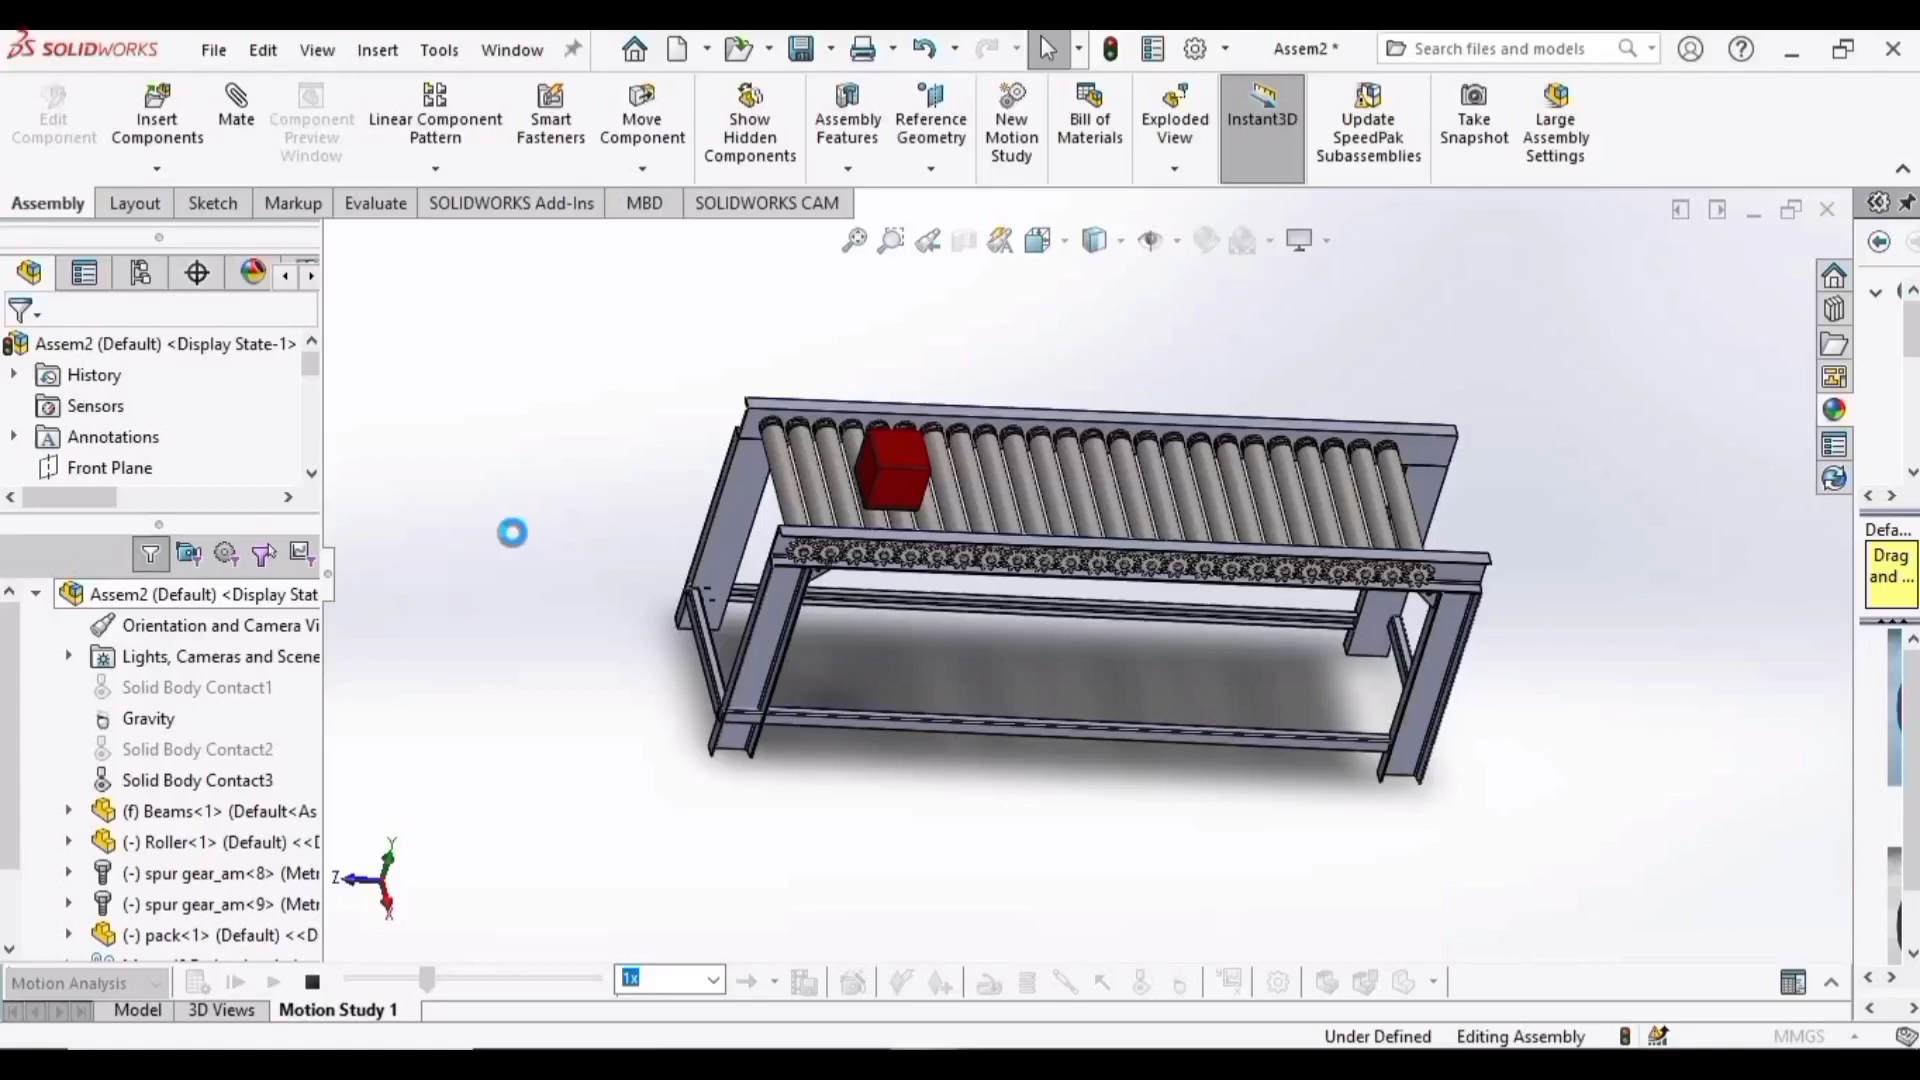 SOLIDWORKS File Edit View Insert Tools Window Assem2 * Search files and models
Edit Component Insert Components Mate Component Preview Window Linear Component Pattern Smart Fasteners Move Component Show Hidden Components Assembly Features Reference Geometry New Motion Study Bill of Materials Exploded View Instant3D Update SpeedPak Subassemblies Take Snapshot Large Assembly Settings
Assembly Layout Sketch Markup Evaluate SOLIDWORKS Add-Ins MBD SOLIDWORKS CAM
Assem2 (Default) <Display State-1>
History
Sensors
Annotations
Front Plane
Defa...
Drag
and ...
Assem2 (Default) <Display Stat
Orientation and Camera Vi
Lights, Cameras and Scene
Solid Body Contact1
Gravity
Solid Body Contact2
Solid Body Contact3
(f) Beams<1> (Default<As
(-) Roller<1> (Default) <<D
(-) spur gear_am<8> (Metr
(-) spur gear_am<9> (Metr
(-) pack<1> (Default) <<D
Y
Z
X
Motion Analysis 1x
Model 3D Views Motion Study 1
Under Defined Editing Assembly MMGS